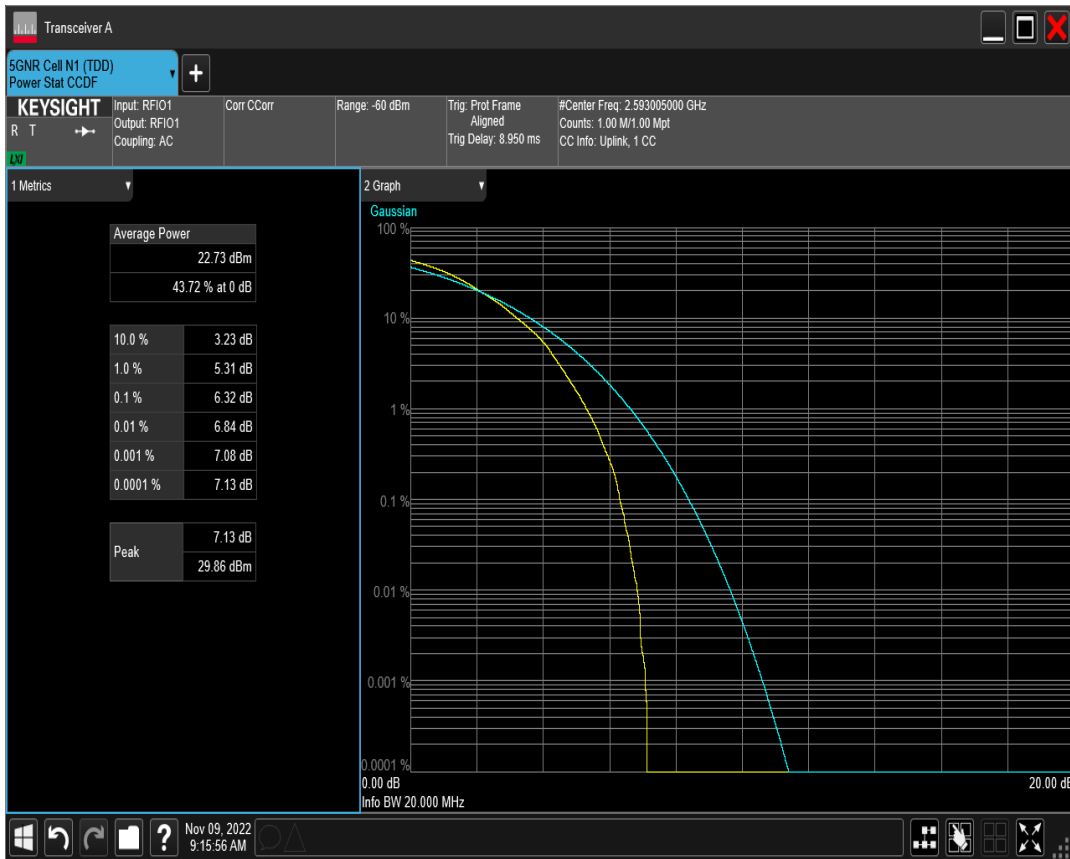 Transceiver A
5GNR Cell N1 (TDD)
Power Stat CCDF
+
KEYSIGHT
R T
LXI
Input: RFIO1
Output: RFIO1
Coupling: AC
Corr CCorr
Range: -60 dBm
Trig: Prot Frame
Aligned
Trig Delay: 8.950 ms
#Center Freq: 2.593005000 GHz
Counts: 1.00 M/1.00 Mpt
CC Info: Uplink, 1 CC
1 Metrics
Average Power
22.73 dBm
43.72 % at 0 dB
10.0 % 3.23 dB
1.0 % 5.31 dB
0.1 % 6.32 dB
0.01 % 6.84 dB
0.001 % 7.08 dB
0.0001 % 7.13 dB
Peak
7.13 dB
29.86 dBm
2 Graph
Gaussian
100 %
10 %
1 %
0.1 %
0.01 %
0.001 %
0.0001 %
0.00 dB
20.00 dB
Info BW 20.000 MHz
?
Nov 09, 2022
9:15:56 AM